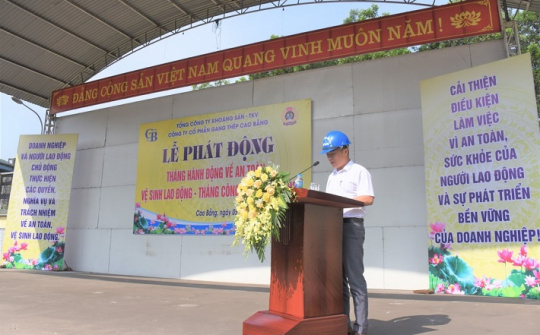 ĐẢNG CỘNG SẢN VIỆT NAM QUANG VINH MUÔN NĂM!
DOANH NGHIỆP
VÀ NGƯỜI LAO ĐỘNG
CHỦ ĐỘNG
THỰC HIỆN
CÁC QUYỀN,
NGHĨA VỤ VÀ
TRÁCH NHIỆM
VỀ AN TOÀN,
VỆ SINH LAO ĐỘNG.
TỔNG CÔNG TY KHOÁNG SẢN - TKV
CÔNG TY CỔ PHẦN GANG THÉP CAO BẰNG
CB
LỄ PHÁT ĐỘNG
THÁNG HÀNH ĐỘNG VỀ AN TOÀN
VỆ SINH LAO ĐỘNG - THÁNG CÔNG
Cao Bằng, ngày
CẢI THIỆN
ĐIỀU KIỆN
LÀM VIỆC
VÌ AN TOÀN,
SỨC KHỎE CỦA
NGƯỜI LAO ĐỘNG
VÀ SỰ PHÁT TRIỂN
BỀN VỮNG
CỦA DOANH NGHIỆP!